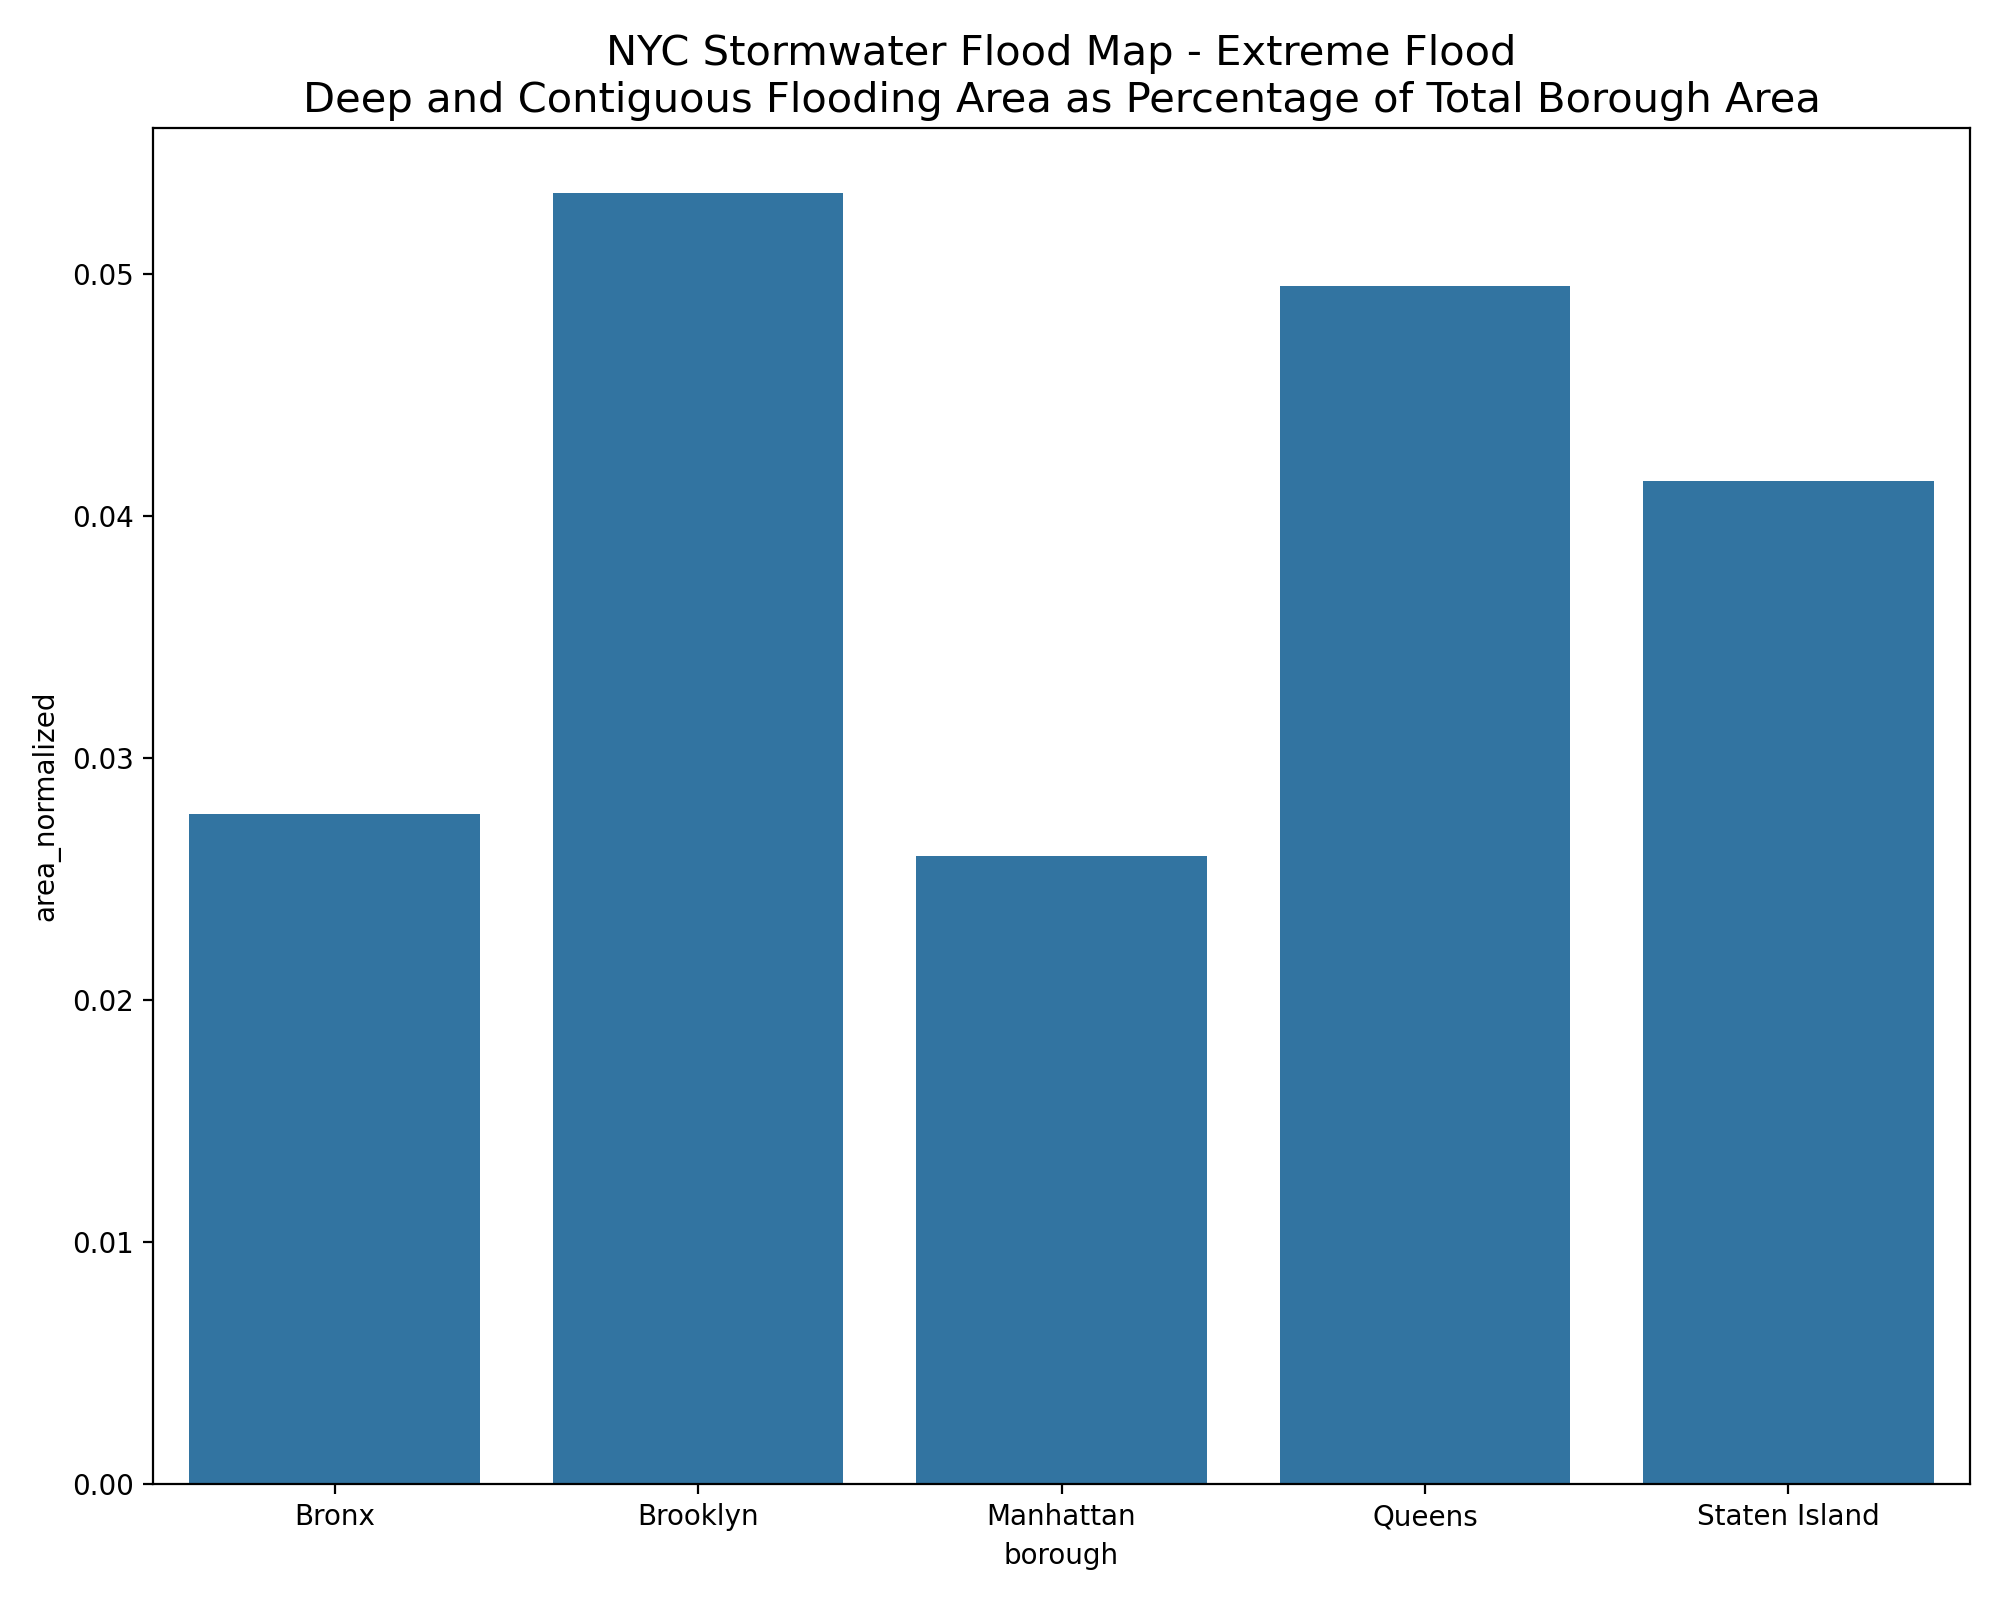 NYC Stormwater Flood Map - Extreme Flood
Deep and Contiguous Flooding Area as Percentage of Total Borough Area
area_normalized
0.05
0.04
0.03
0.02
0.01
0.00
Bronx
Brooklyn
Manhattan
Queens
Staten Island
borough